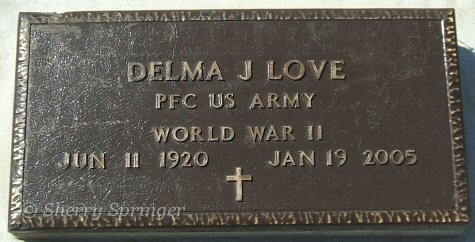 DELMA J LOVE
PFC US ARMY
WORLD WAR II
JUN 11 1920 JAN 19 2005
© Sherry Springer